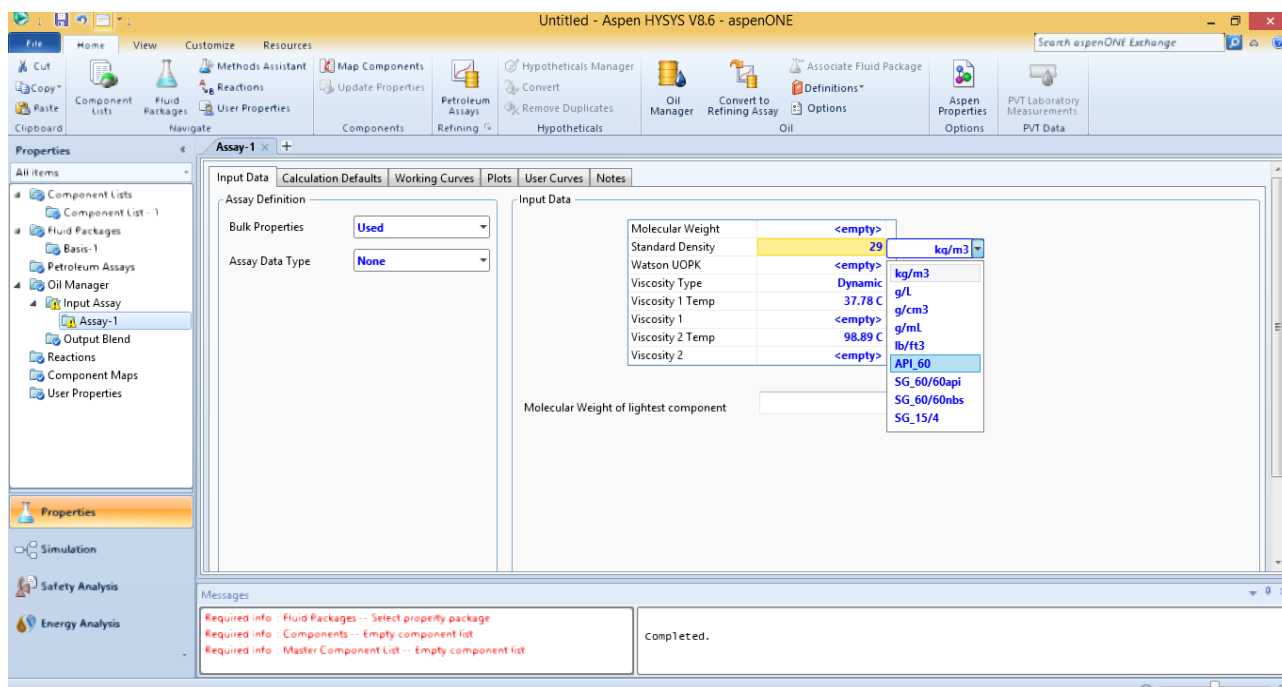 Untitled - Aspen HYSYS V8.6 - aspenONE
File Home View Customize Resources Search aspenONE Exchange
Cut
Copy
Paste
Clipboard
Component Lists
Fluid Packages
Methods Assistant
Reactions
User Properties
Navigate
Map Components
Update Properties
Components
Petroleum Assays
Refining
Hypotheticals Manager
Convert
Remove Duplicates
Hypotheticals
Oil Manager
Convert to Refining Assay
Associate Fluid Package
Definitions
Options
Oil
Aspen Properties
Options
PVT Laboratory Measurements
PVT Data
Properties
All items
Component Lists
Component List - 1
Fluid Packages
Basis-1
Petroleum Assays
Oil Manager
Input Assay
Assay-1
Output Blend
Reactions
Component Maps
User Properties
Properties
Simulation
Safety Analysis
Energy Analysis
Assay-1
Input Data Calculation Defaults Working Curves Plots User Curves Notes
Assay Definition
Bulk Properties Used
Assay Data Type None
Input Data
Molecular Weight <empty>
Standard Density 29 kg/m3
Watson UOPK <empty>
Viscosity Type Dynamic
Viscosity 1 Temp 37.78 C
Viscosity 1 <empty>
Viscosity 2 Temp 98.89 C
Viscosity 2 <empty>
kg/m3
g/L
g/cm3
g/mL
lb/ft3
API_60
SG_60/60api
SG_60/60nbs
SG_15/4
Molecular Weight of lightest component
Messages
Required Info : Fluid Packages -- Select property package
Required Info : Components -- Empty component list
Required Info : Master Component List -- Empty component list
Completed.